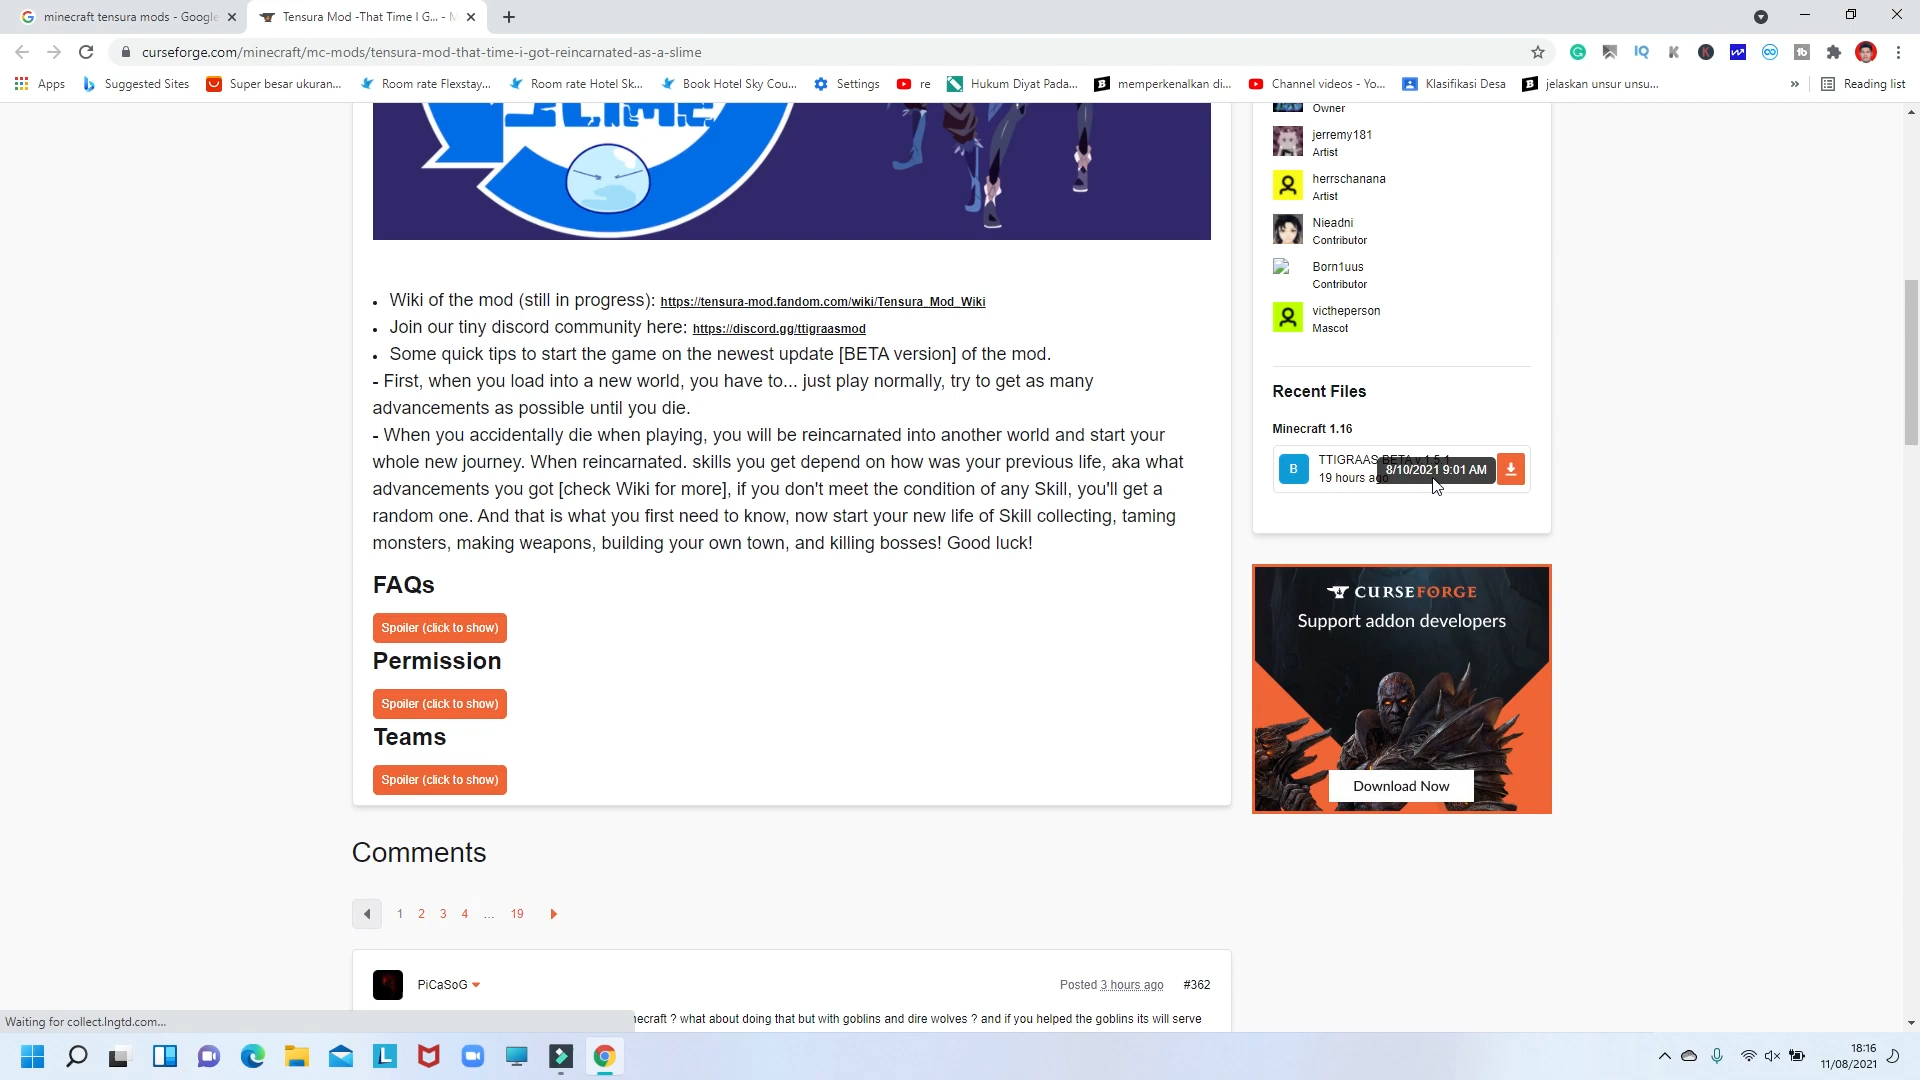 minecraft tensura mods - Google
Tensura Mod -That Time I G... - M
curseforge.com/minecraft/mc-mods/tensura-mod-that-time-i-got-reincarnated-as-a-slime
Apps
Suggested Sites
Super besar ukuran...
Room rate Flexstay...
Room rate Hotel Sk...
Book Hotel Sky Cou...
Settings
re
Hukum Diyat Pada...
memperkenalkan di...
Channel videos - Yo...
Klasifikasi Desa
jelaskan unsur unsu...
Reading list
SLIME
• Wiki of the mod (still in progress): https://tensura-mod.fandom.com/wiki/Tensura_Mod_Wiki
• Join our tiny discord community here: https://discord.gg/ttigraasmod
• Some quick tips to start the game on the newest update [BETA version] of the mod.
- First, when you load into a new world, you have to... just play normally, try to get as many
advancements as possible until you die.
- When you accidentally die when playing, you will be reincarnated into another world and start your
whole new journey. When reincarnated. skills you get depend on how was your previous life, aka what
advancements you got [check Wiki for more], if you don't meet the condition of any Skill, you'll get a
random one. And that is what you first need to know, now start your new life of Skill collecting, taming
monsters, making weapons, building your own town, and killing bosses! Good luck!
FAQs
Spoiler (click to show)
Permission
Spoiler (click to show)
Teams
Spoiler (click to show)
Comments
1 2 3 4 ... 19
PiCaSoG
Posted 3 hours ago #362
necraft ? what about doing that but with goblins and dire wolves ? and if you helped the goblins its will serve
Owner
jerremy181
Artist
herrschanana
Artist
Nieadni
Contributor
Born1uus
Contributor
victheperson
Mascot
Recent Files
Minecraft 1.16
B
TTIGRAAS BETA v.1.5.1
19 hours ago
8/10/2021 9:01 AM
CURSEFORGE
Support addon developers
Download Now
Waiting for collect.lngtd.com...
18:16
11/08/2021